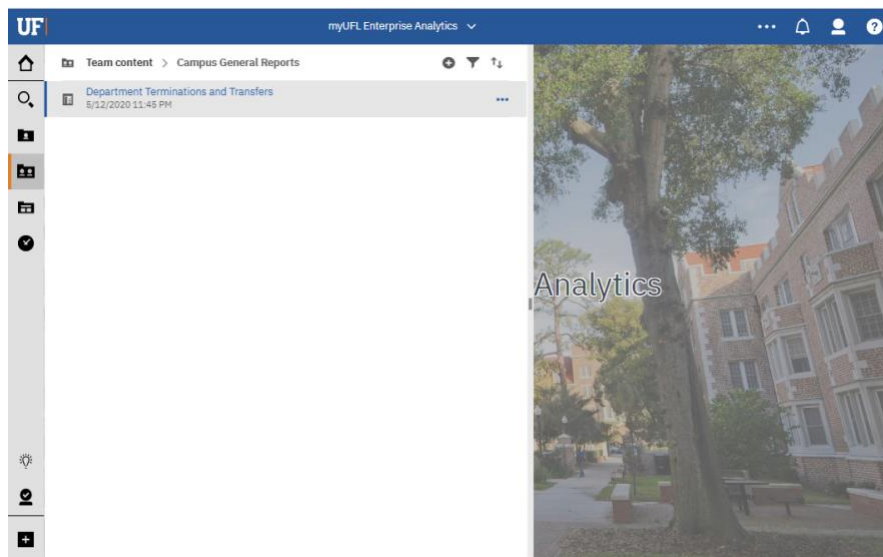 UF
myUFL Enterprise Analytics
Team content > Campus General Reports
Department Terminations and Transfers
5/12/2020 11:45 PM
Analytics